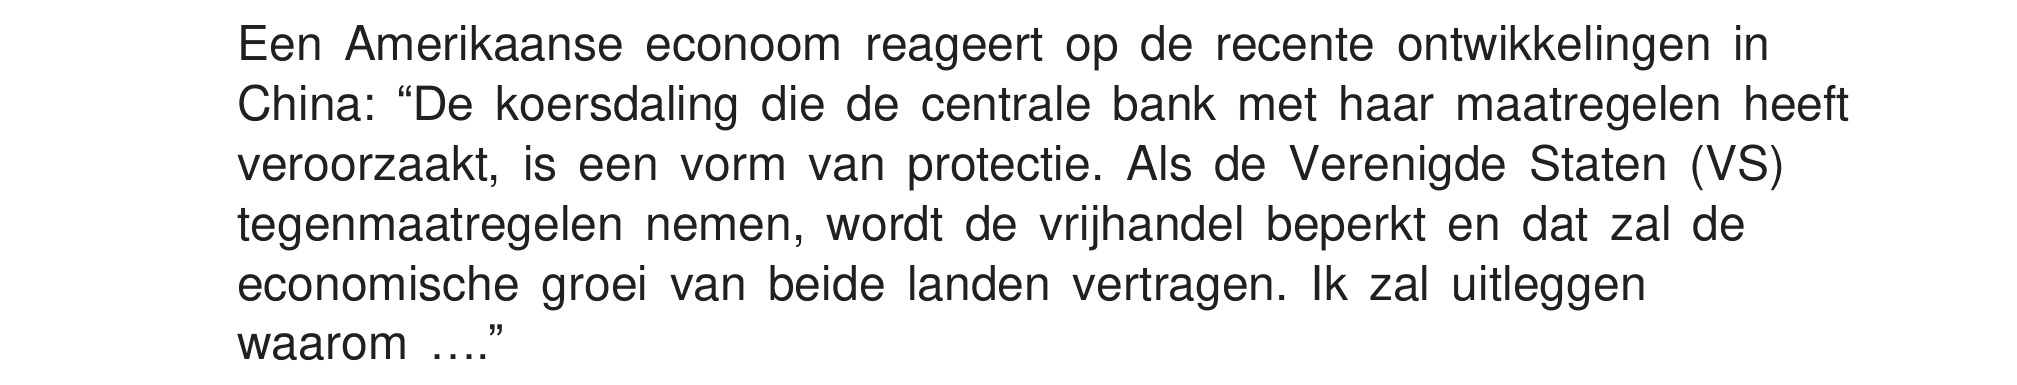 Een Amerikaanse econoom reageert op de recente ontwikkelingen in
China: “De koersdaling die de centrale bank met haar maatregelen heeft
veroorzaakt, is een vorm van protectie. Als de Verenigde Staten (VS)
tegenmaatregelen nemen, wordt de vrijhandel beperkt en dat zal de
economische groei van beide landen vertragen. Ik zal uitleggen
waarom ….”